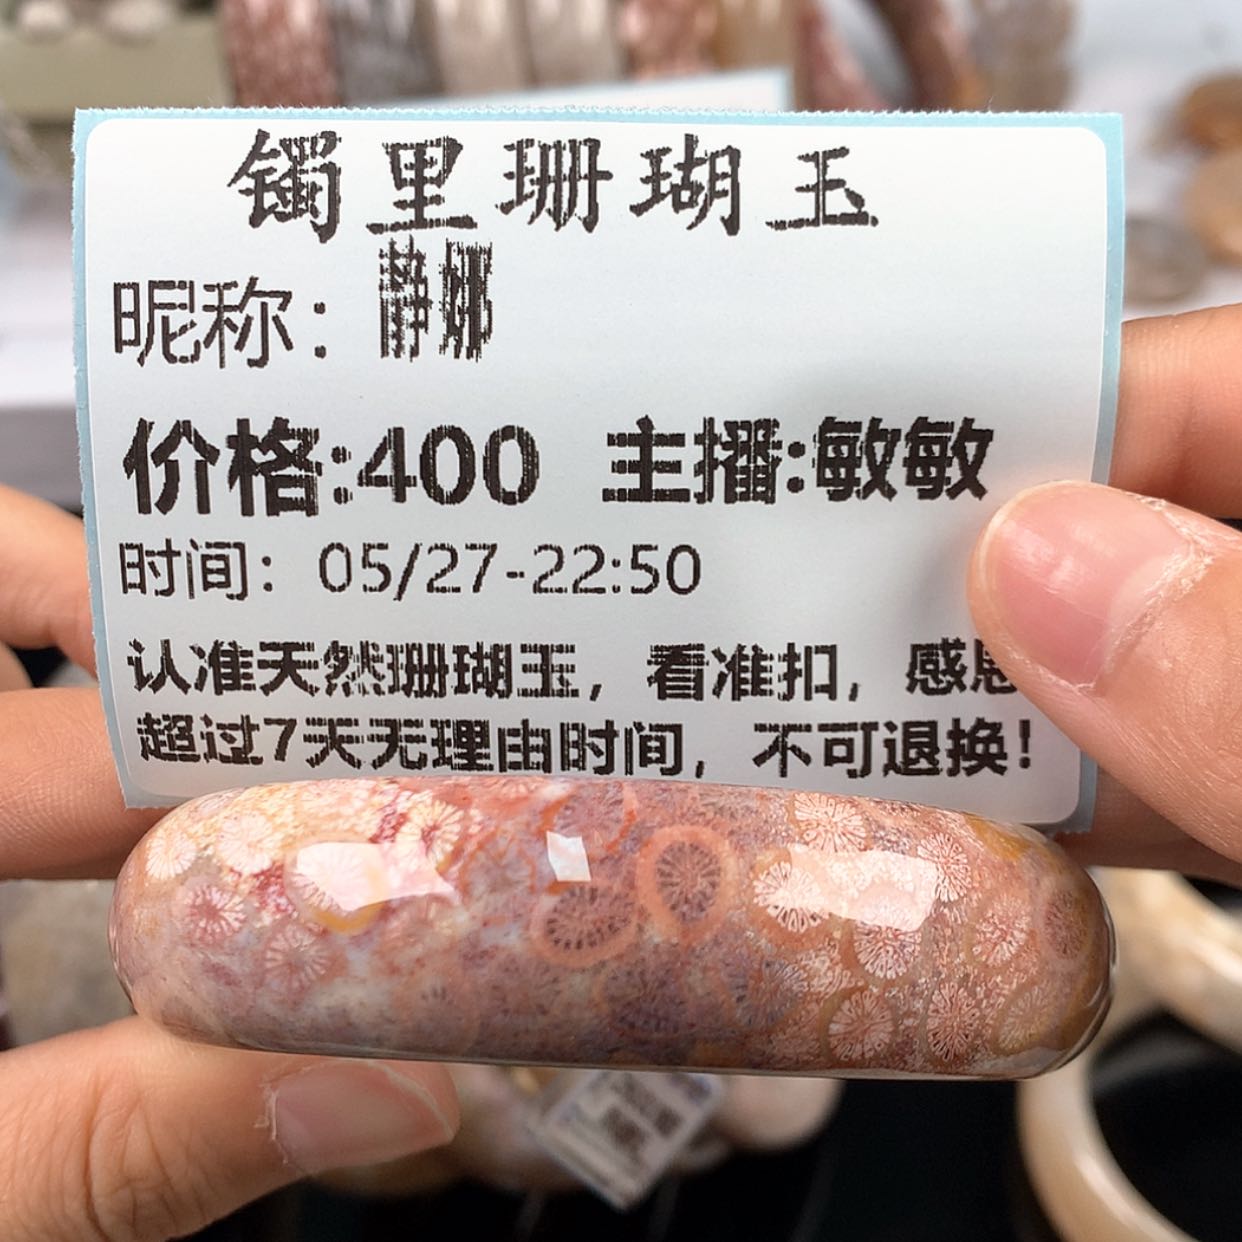 镯里珊瑚玉
昵称：静娜
价格:400 主播:敏敏
时间：05/27-22:50
认准天然珊瑚玉，看准扣，感恩
超过7天无理由时间，不可退换!